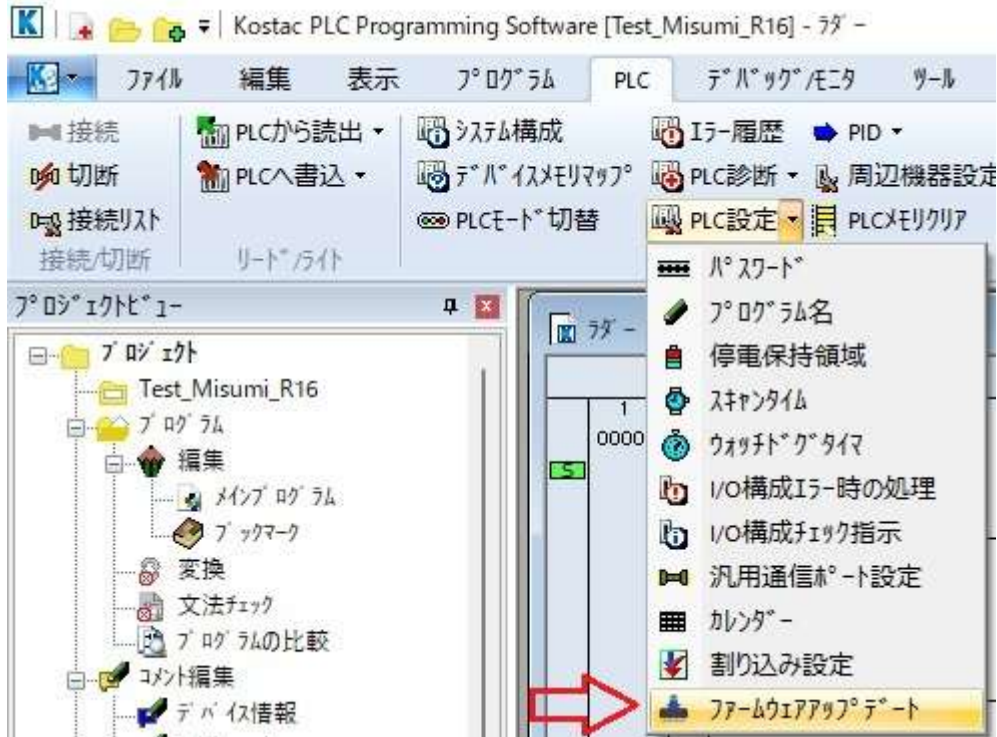 Kostac PLC Programming Software [Test_Misumi_R16] - ﾗﾀﾞｰ
ﾌｧｲﾙ 編集 表示 ﾌﾟﾛｸﾞﾗﾑ PLC ﾃﾞﾊﾞｯｸﾞ/ﾓﾆﾀ ﾂｰﾙ
接続 PLCから読出 ｼｽﾃﾑ構成 ｴﾗｰ履歴 PID
切断 PLCへ書込 ﾃﾞﾊﾞｲｽﾒﾓﾘﾏｯﾌﾟ PLC診断 周辺機器設定
接続ﾘｽﾄ PLCﾓｰﾄﾞ切替 PLC設定 PLCﾒﾓﾘｸﾘｱ
接続/切断 ﾘｰﾄﾞ/ﾗｲﾄ
ﾌﾟﾛｼﾞｪｸﾄﾋﾞｭｰ
ﾌﾟﾛｼﾞｪｸﾄ
Test_Misumi_R16
ﾌﾟﾛｸﾞﾗﾑ
編集
ﾒｲﾝﾌﾟﾛｸﾞﾗﾑ
ﾌﾞｯｸﾏｰｸ
変換
文法ﾁｪｯｸ
ﾌﾟﾛｸﾞﾗﾑの比較
ｺﾒﾝﾄ編集
ﾃﾞﾊﾞｲｽ情報
ﾗﾀﾞｰ
1
0000
S
ﾊﾟｽﾜｰﾄﾞ
ﾌﾟﾛｸﾞﾗﾑ名
停電保持領域
ｽｷｬﾝﾀｲﾑ
ｳｫｯﾁﾄﾞｸﾞﾀｲﾏ
I/O構成ｴﾗｰ時の処理
I/O構成ﾁｪｯｸ指示
汎用通信ﾎﾟｰﾄ設定
ｶﾚﾝﾀﾞｰ
割り込み設定
ﾌｧｰﾑｳｪｱｱｯﾌﾟﾃﾞｰﾄ